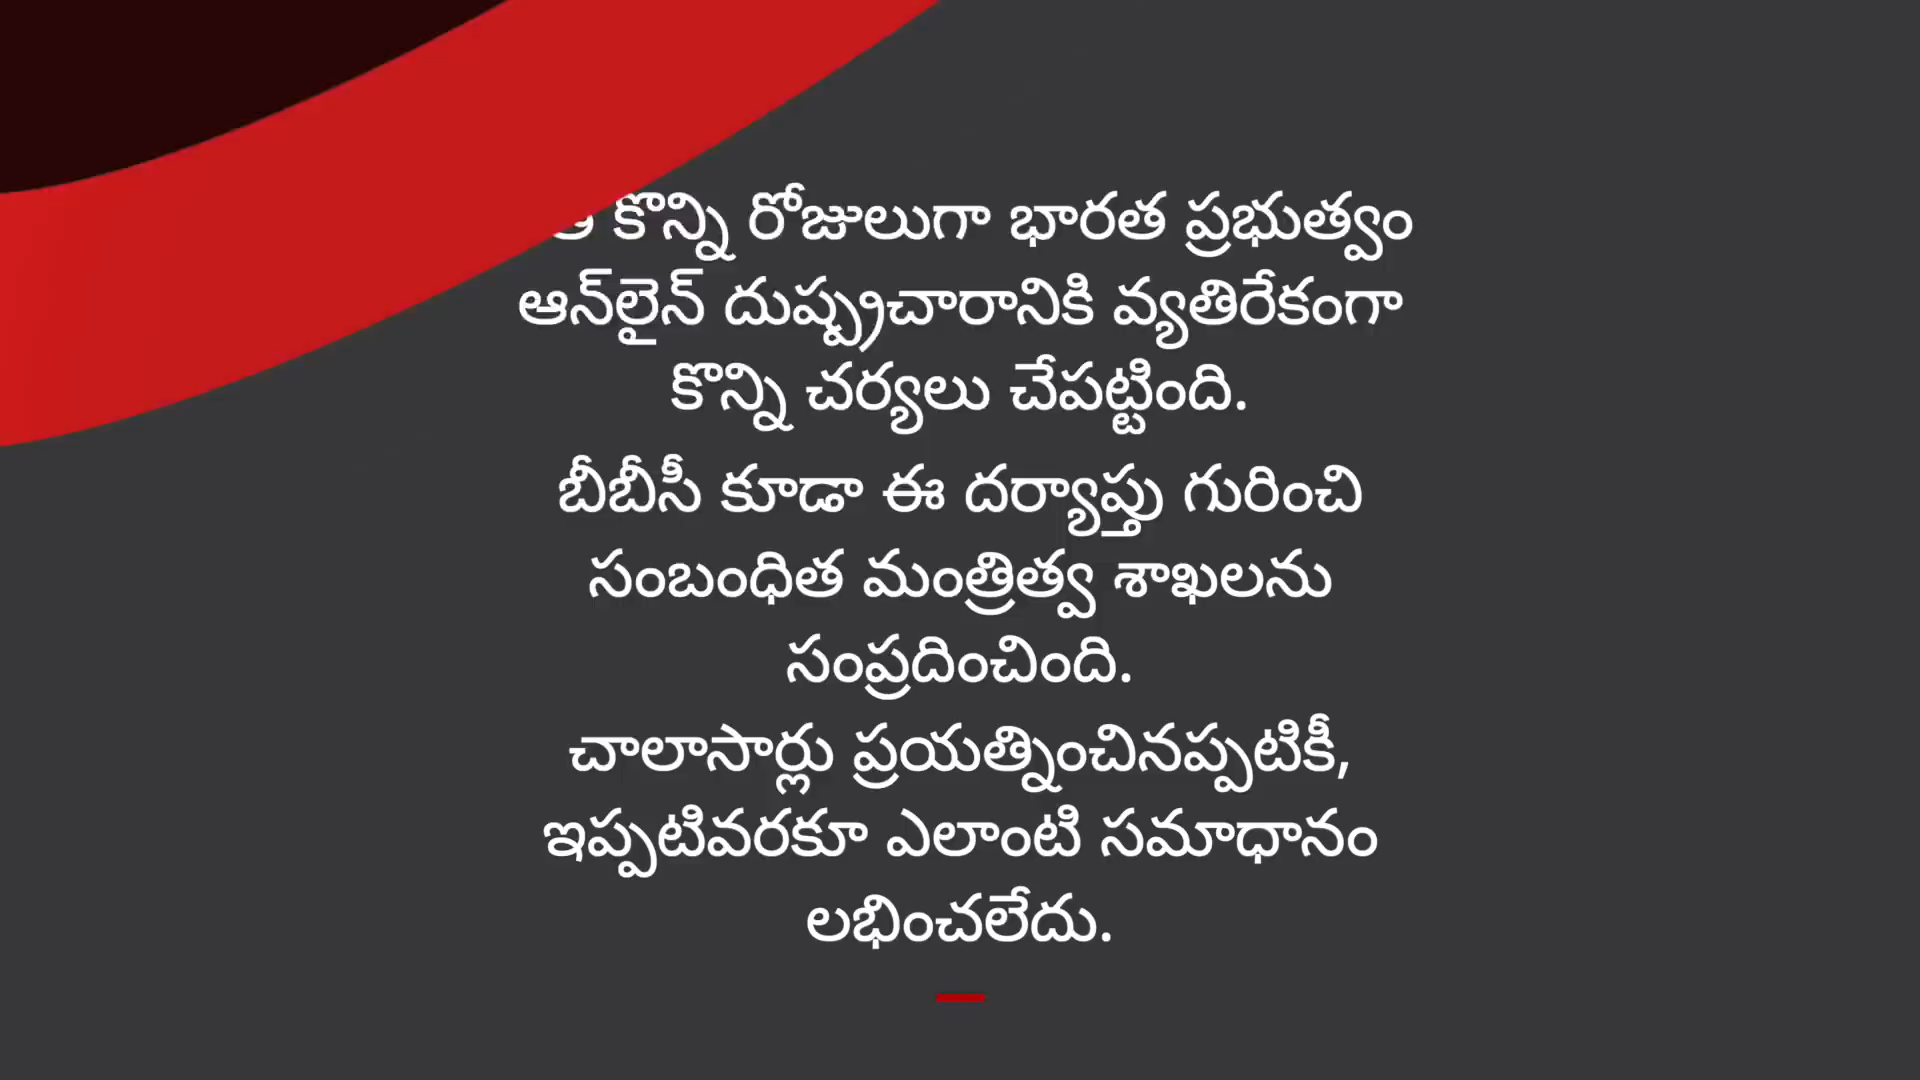 కొన్ని రోజులుగా భారత ప్రభుత్వం
ఆన్‌లైన్ దుష్ప్రచారానికి వ్యతిరేకంగా
కొన్ని చర్యలు చేపట్టింది.
బీబీసీ కూడా ఈ దర్యాప్తు గురించి
సంబంధిత మంత్రిత్వ శాఖలను
సంప్రదించింది.
చాలాసార్లు ప్రయత్నించినప్పటికీ,
ఇప్పటివరకూ ఎలాంటి సమాధానం
లభించలేదు.